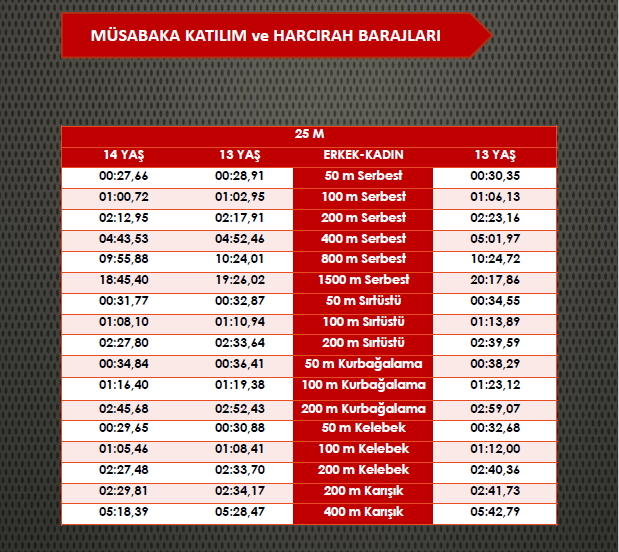 MÜSABAKA KATILIM ve HARCIRAH BARAJLARI
25 M
14 YAŞ 13 YAŞ ERKEK-KADIN 13 YAŞ
00:27,66 00:28,91 50 m Serbest 00:30,35
01:00,72 01:02,95 100 m Serbest 01:06,13
02:12,95 02:17,91 200 m Serbest 02:23,16
04:43,53 04:52,46 400 m Serbest 05:01,97
09:55,88 10:24,01 800 m Serbest 10:24,72
18:45,40 19:26,02 1500 m Serbest 20:17,86
00:31,77 00:32,87 50 m Sırtüstü 00:34,55
01:08,10 01:10,94 100 m Sırtüstü 01:13,89
02:27,80 02:33,64 200 m Sırtüstü 02:39,59
00:34,84 00:36,41 50 m Kurbağalama 00:38,29
01:16,40 01:19,38 100 m Kurbağalama 01:23,12
02:45,68 02:52,43 200 m Kurbağalama 02:59,07
00:29,65 00:30,88 50 m Kelebek 00:32,68
01:05,46 01:08,41 100 m Kelebek 01:12,00
02:27,48 02:33,70 200 m Kelebek 02:40,36
02:29,81 02:34,17 200 m Karışık 02:41,73
05:18,39 05:28,47 400 m Karışık 05:42,79